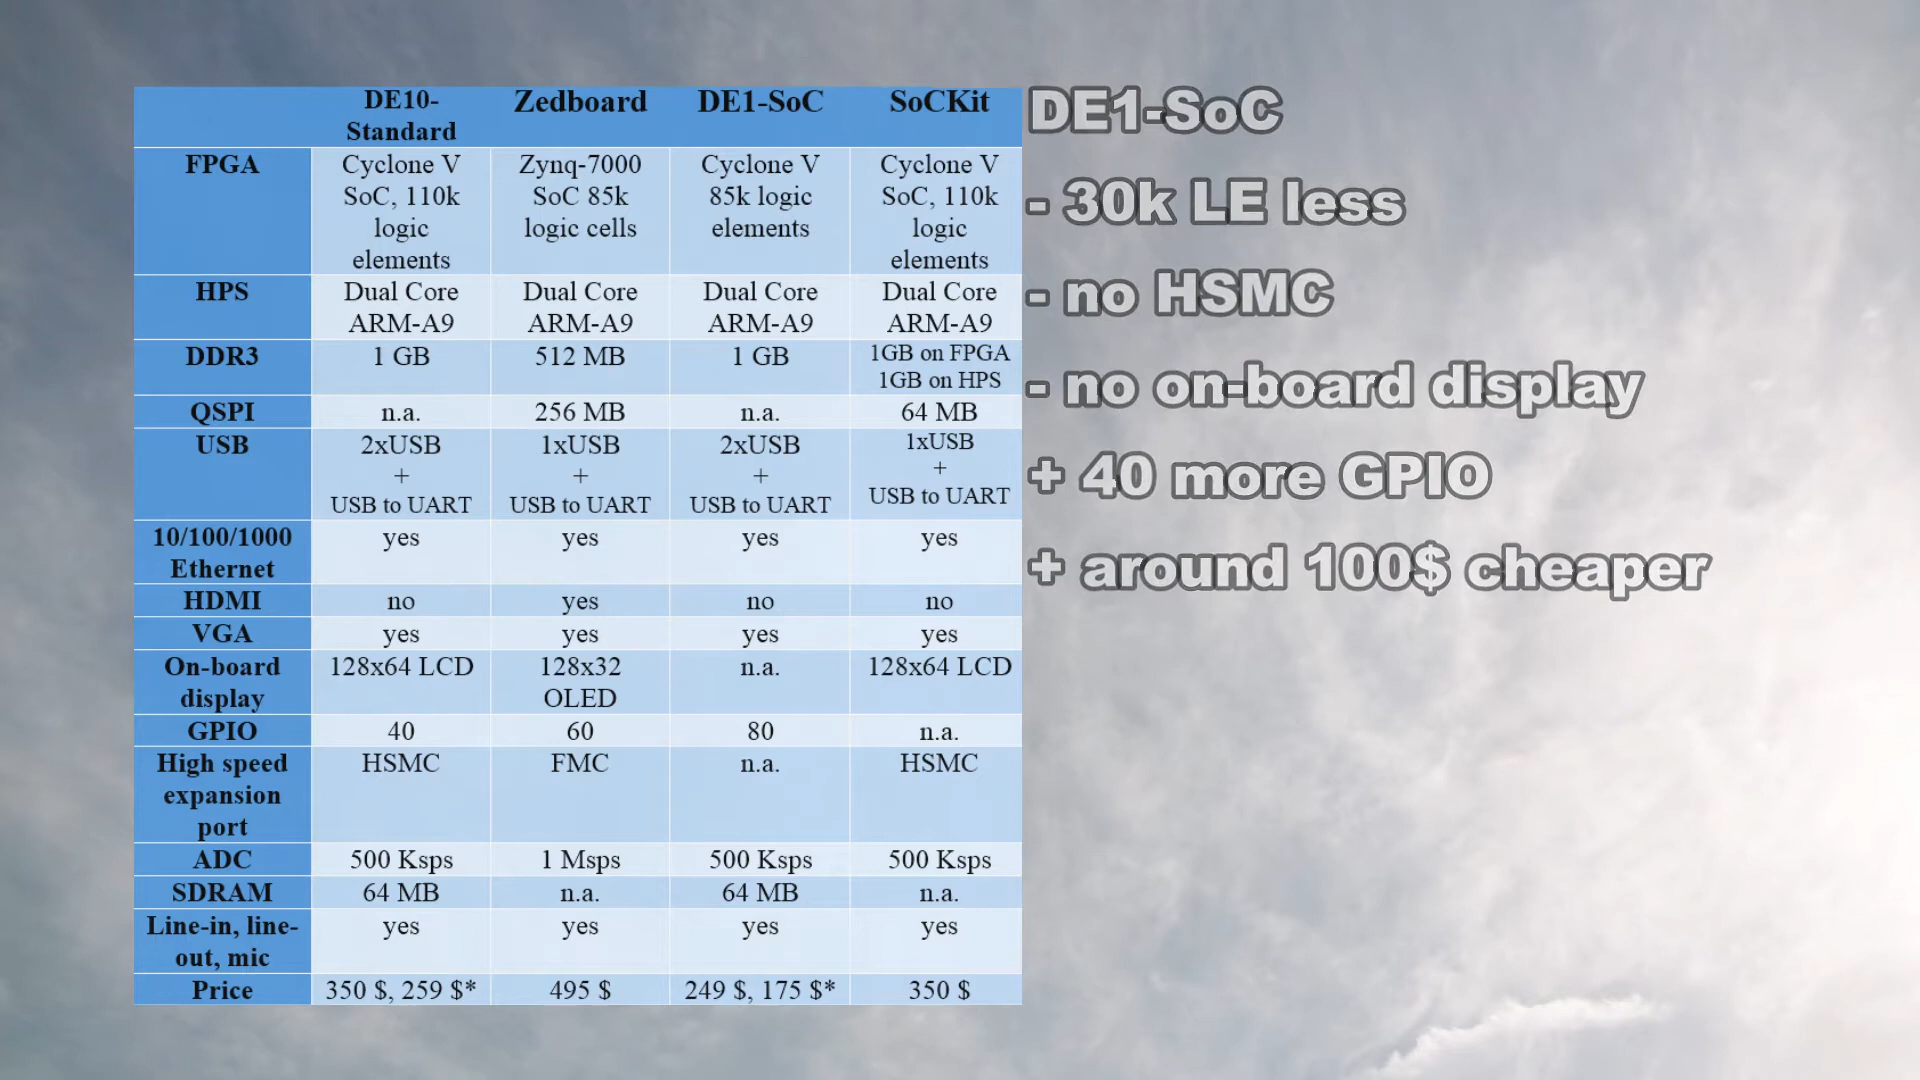 DE10-Standard Zedboard DE1-SoC SoCKit
FPGA Cyclone V SoC, 110k logic elements Zynq-7000 SoC 85k logic cells Cyclone V 85k logic elements Cyclone V SoC, 110k logic elements
HPS Dual Core ARM-A9 Dual Core ARM-A9 Dual Core ARM-A9 Dual Core ARM-A9
DDR3 1 GB 512 MB 1 GB 1GB on FPGA 1GB on HPS
QSPI n.a. 256 MB n.a. 64 MB
USB 2xUSB + USB to UART 1xUSB + USB to UART 2xUSB + USB to UART 1xUSB + USB to UART
10/100/1000 Ethernet yes yes yes yes
HDMI no yes no no
VGA yes yes yes yes
On-board display 128x64 LCD 128x32 OLED n.a. 128x64 LCD
GPIO 40 60 80 n.a.
High speed expansion port HSMC FMC n.a. HSMC
ADC 500 Ksps 1 Msps 500 Ksps 500 Ksps
SDRAM 64 MB n.a. 64 MB n.a.
Line-in, line-out, mic yes yes yes yes
Price 350 $, 259 $* 495 $ 249 $, 175 $* 350 $
DE1-SoC
- 30k LE less
- no HSMC
- no on-board display
+ 40 more GPIO
+ around 100$ cheaper